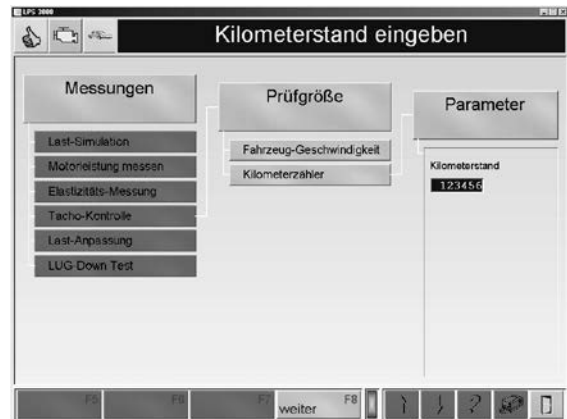 LPS 3000
Kilometerstand eingeben
Messungen
Last-Simulation
Motorleistung messen
Elastizitäts-Messung
Tacho-Kontrolle
Last-Anpassung
LUG-Down Test
Prüfgröße
Fahrzeug-Geschwindigkeit
Kilometerzähler
Parameter
Kilometerstand
123456
F5
F6
F7
weiter F8